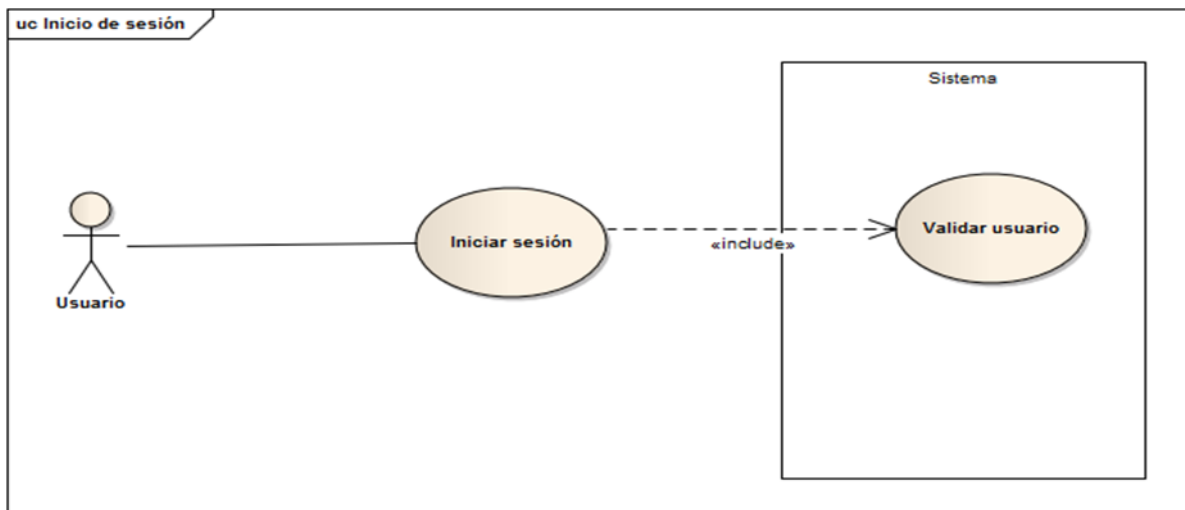 uc Inicio de sesión
Sistema
Iniciar sesión
«include»
Validar usuario
Usuario